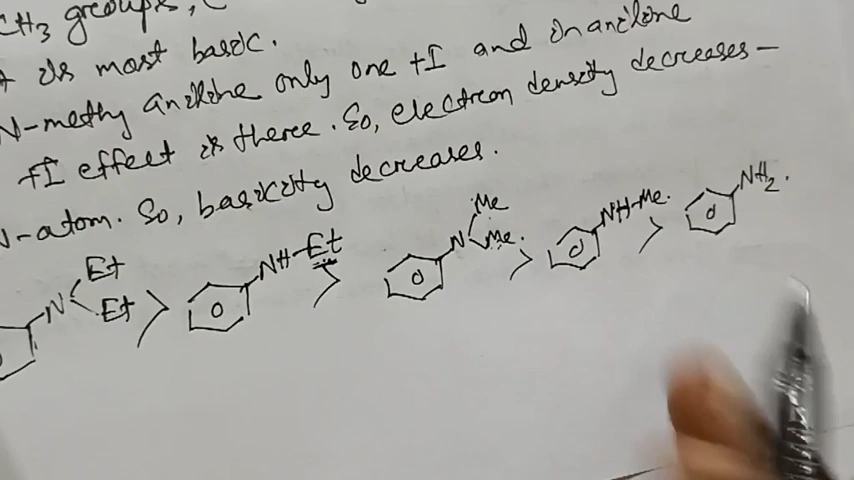 CH3 groups,
is most basic.
N-methy aniline only one +I and in aniline
+I effect is there. So, electron density decreases-
N-atom. So, basicity decreases.
N Et Et > NH-Et > N Me Me. > NH-Me. > NH2.